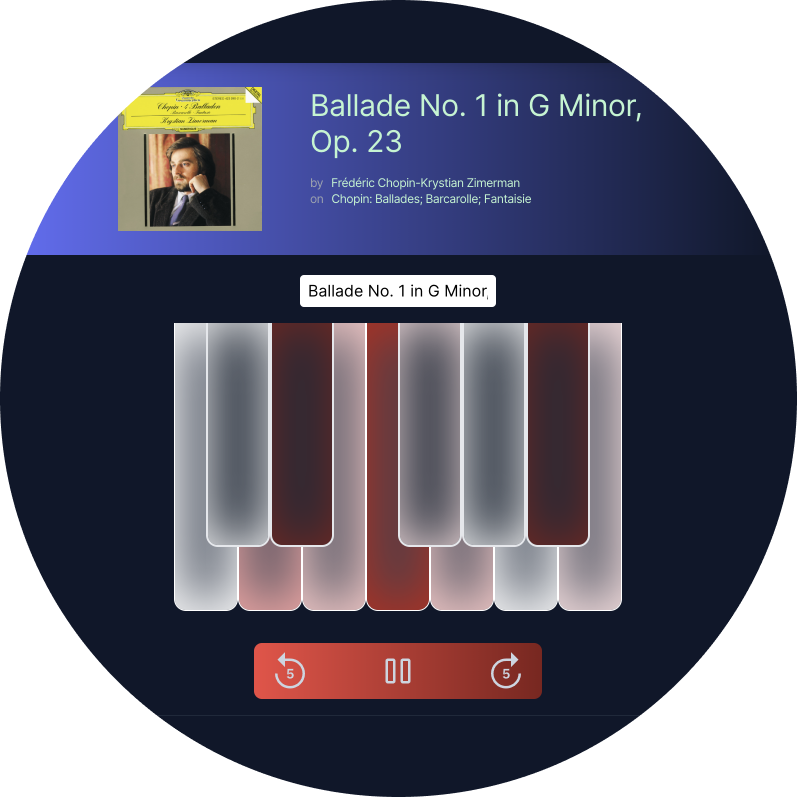 Chopin · 4 Balladen
Barcarolle · Fantaisie
Krystian Zimerman
Ballade No. 1 in G Minor,
Op. 23
by Frédéric Chopin-Krystian Zimerman
on Chopin: Ballades; Barcarolle; Fantaisie
Ballade No. 1 in G Minor,
5 5